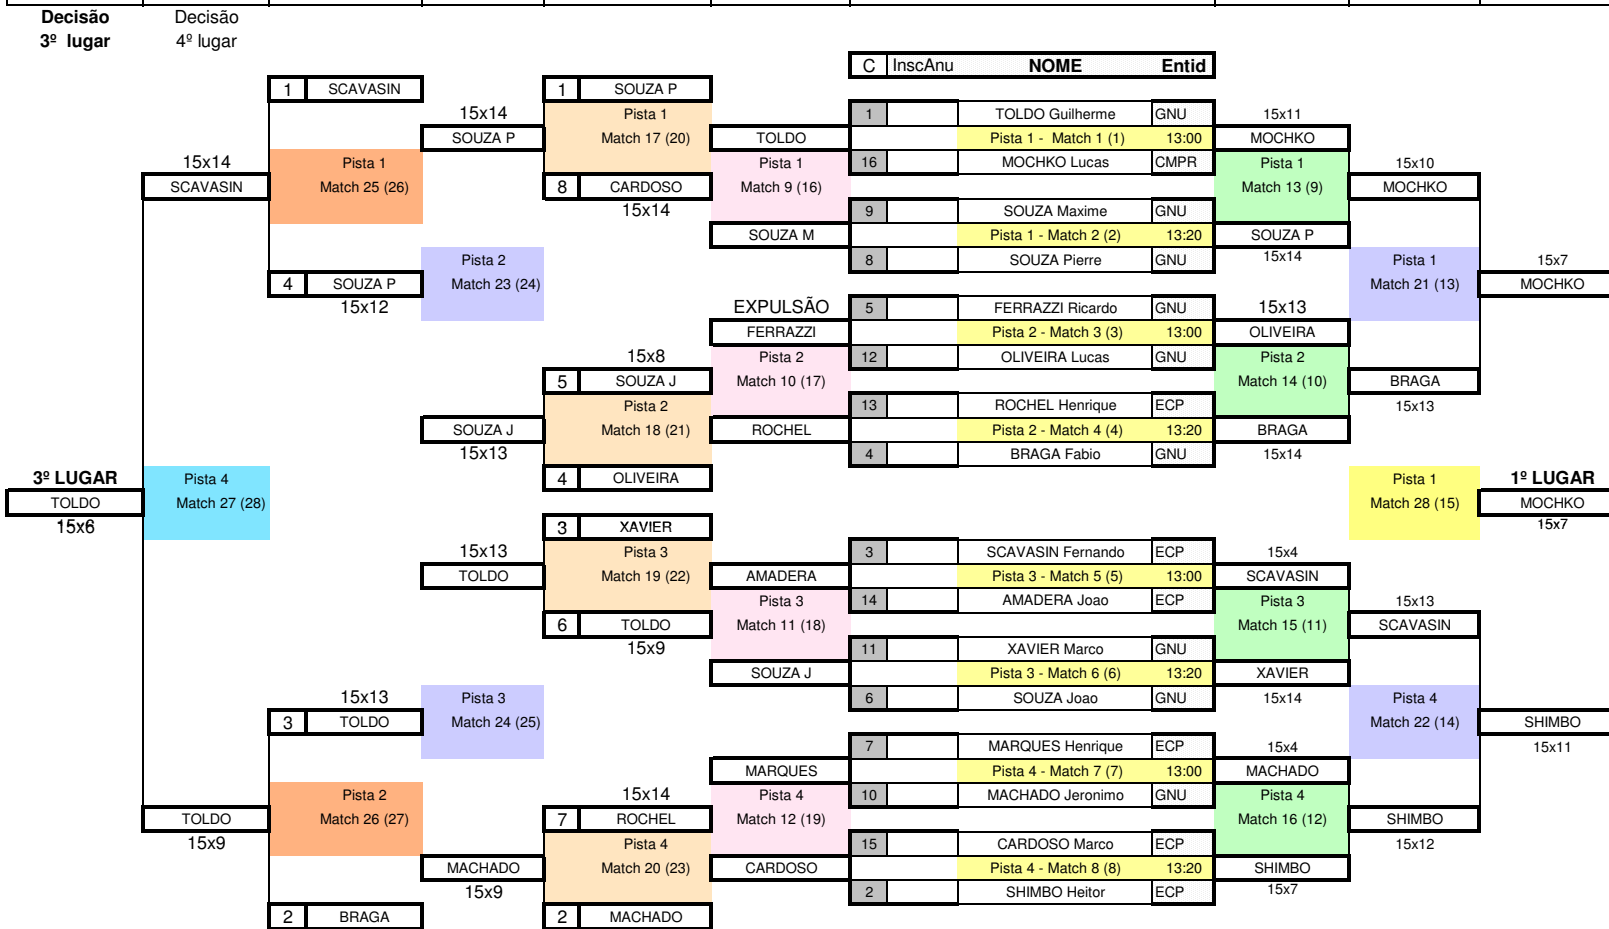 Decisão Decisão
3º lugar 4º lugar
C InscAnu NOME Entid
1 SCAVASIN 1 SOUZA P
15x14 Pista 1 1 TOLDO Guilherme GNU 15x11
SOUZA P Match 17 (20) TOLDO Pista 1 - Match 1 (1) 13:00 MOCHKO
15x14 Pista 1 Pista 1 16 MOCHKO Lucas CMPR Pista 1 15x10
SCAVASIN Match 25 (26) 8 CARDOSO Match 9 (16) Match 13 (9) MOCHKO
15x14 9 SOUZA Maxime GNU
SOUZA M Pista 1 - Match 2 (2) 13:20 SOUZA P
Pista 2 8 SOUZA Pierre GNU 15x14 Pista 1 15x7
4 SOUZA P Match 23 (24) Match 21 (13) MOCHKO
15x12 EXPULSÃO 5 FERRAZZI Ricardo GNU 15x13
FERRAZZI Pista 2 - Match 3 (3) 13:00 OLIVEIRA
15x8 Pista 2 12 OLIVEIRA Lucas GNU Pista 2
5 SOUZA J Match 10 (17) Match 14 (10) BRAGA
Pista 2 13 ROCHEL Henrique ECP 15x13
SOUZA J Match 18 (21) ROCHEL Pista 2 - Match 4 (4) 13:20 BRAGA
15x13 4 BRAGA Fabio GNU 15x14
3º LUGAR Pista 4 4 OLIVEIRA Pista 1 1º LUGAR
TOLDO Match 27 (28) Match 28 (15) MOCHKO
15x6 3 XAVIER 15x7
15x13 Pista 3 3 SCAVASIN Fernando ECP 15x4
TOLDO Match 19 (22) AMADERA Pista 3 - Match 5 (5) 13:00 SCAVASIN
Pista 3 14 AMADERA Joao ECP Pista 3 15x13
6 TOLDO Match 11 (18) Match 15 (11) SCAVASIN
15x9 11 XAVIER Marco GNU
SOUZA J Pista 3 - Match 6 (6) 13:20 XAVIER
15x13 Pista 3 6 SOUZA Joao GNU 15x14 Pista 4
3 TOLDO Match 24 (25) Match 22 (14) SHIMBO
7 MARQUES Henrique ECP 15x4 15x11
MARQUES Pista 4 - Match 7 (7) 13:00 MACHADO
Pista 2 15x14 Pista 4 10 MACHADO Jeronimo GNU Pista 4
TOLDO Match 26 (27) 7 ROCHEL Match 12 (19) Match 16 (12) SHIMBO
15x9 Pista 4 15 CARDOSO Marco ECP 15x12
MACHADO Match 20 (23) CARDOSO Pista 4 - Match 8 (8) 13:20 SHIMBO
15x9 2 SHIMBO Heitor ECP 15x7
2 BRAGA 2 MACHADO